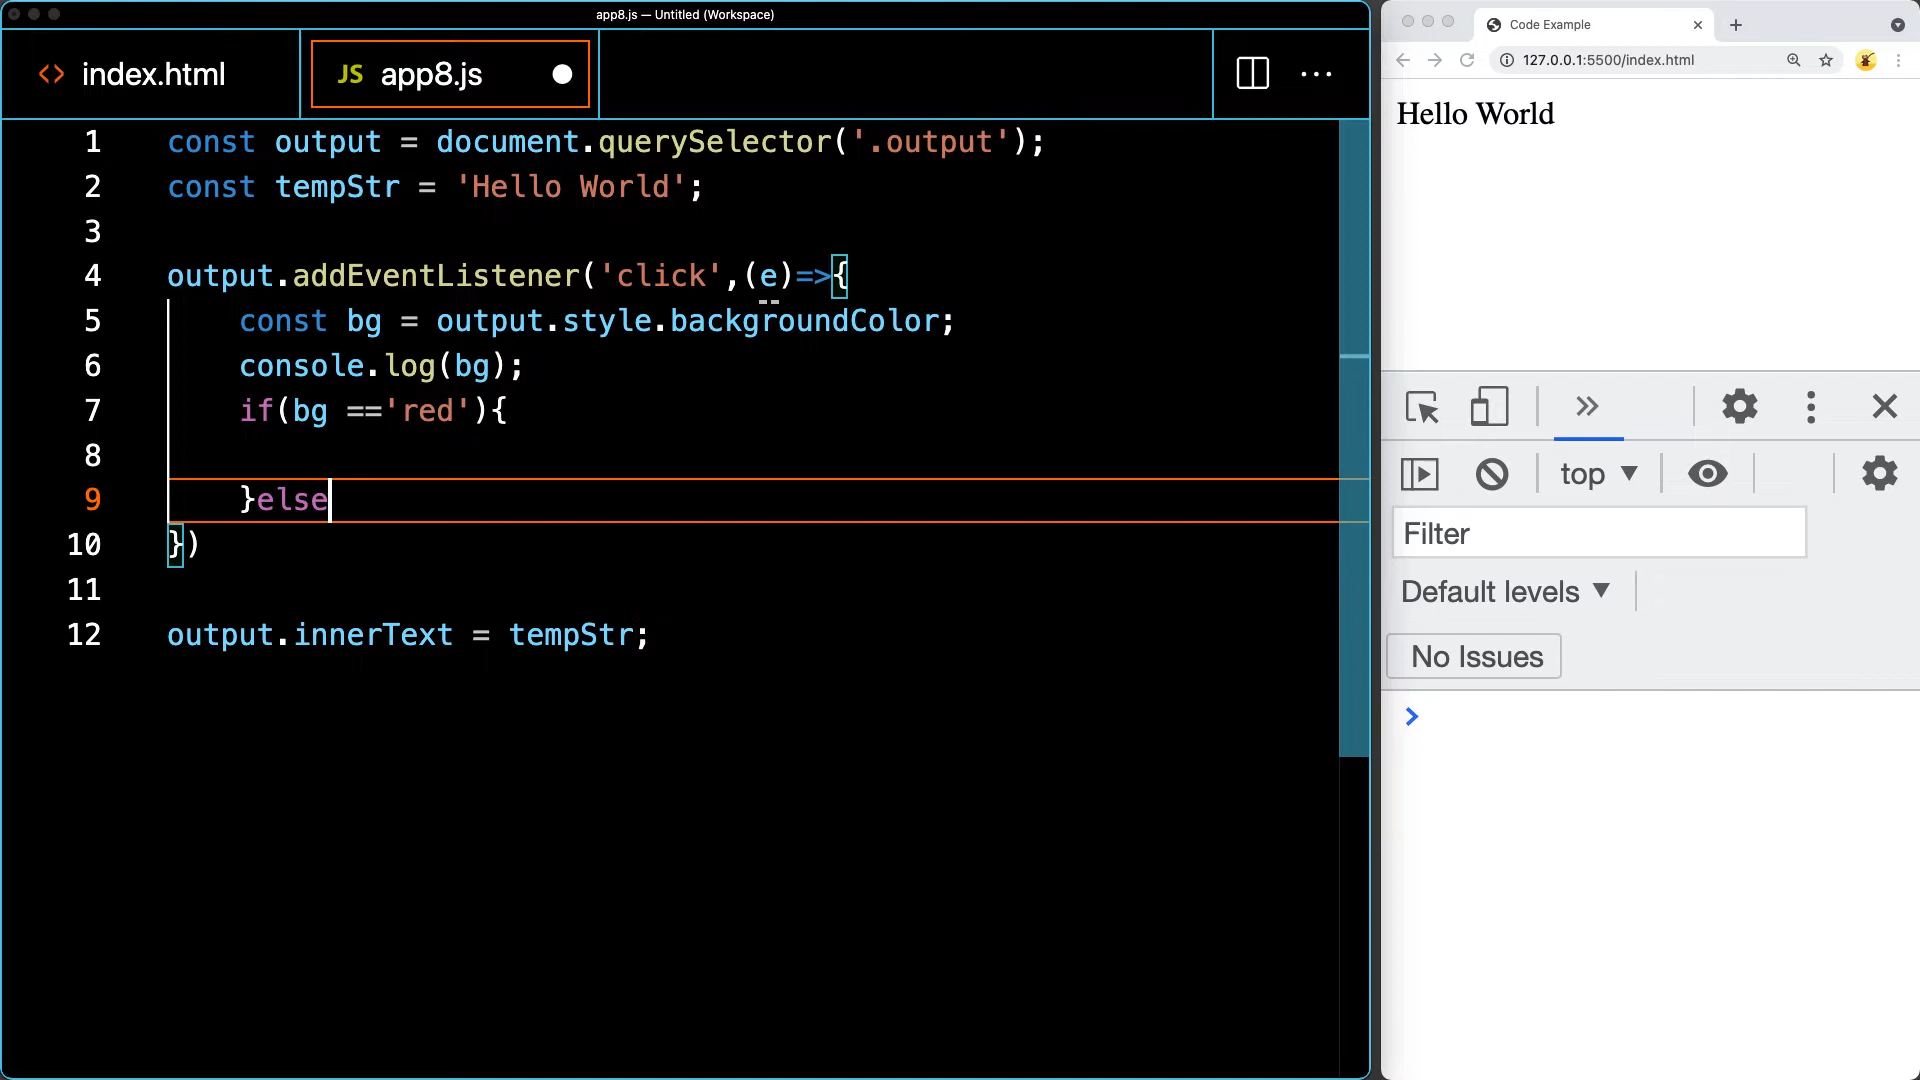 app8.js — Untitled (Workspace)
index.html
JS app8.js
1 const output = document.querySelector('.output');
2 const tempStr = 'Hello World';
3
4 output.addEventListener('click',(e)=>{
5 const bg = output.style.backgroundColor;
6 console.log(bg);
7 if(bg =='red'){
8
9 }else
10 })
11
12 output.innerText = tempStr;
Code Example
127.0.0.1:5500/index.html
Hello World
top
Filter
Default levels
No Issues